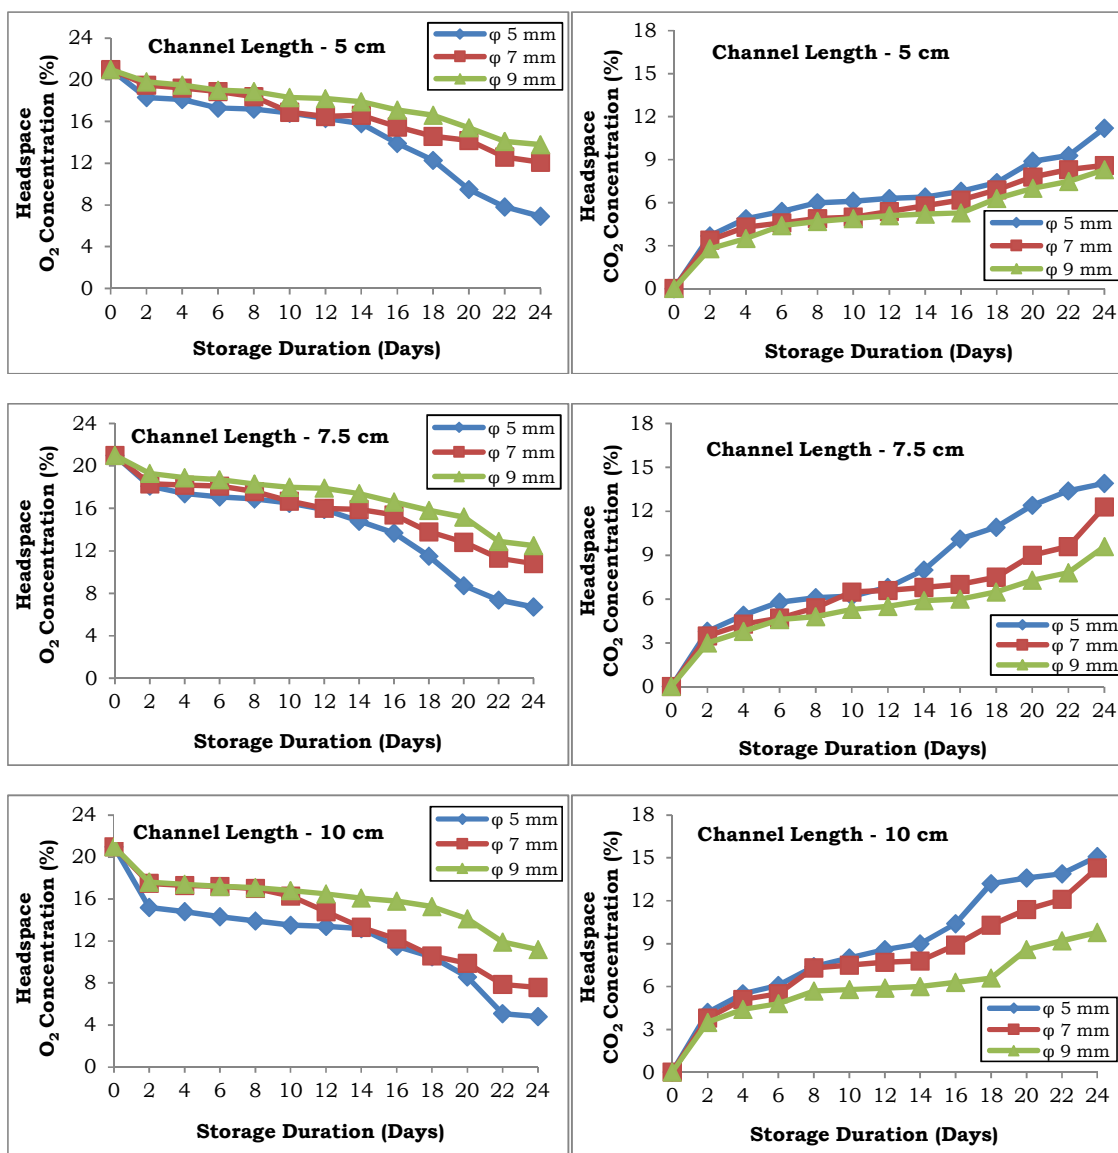 Channel Length - 5 cm
φ 5 mm
φ 7 mm
φ 9 mm
Headspace
O₂ Concentration (%)
24
20
16
12
8
4
0
0 2 4 6 8 10 12 14 16 18 20 22 24
Storage Duration (Days)
Channel Length - 5 cm
φ 5 mm
φ 7 mm
φ 9 mm
Headspace
CO₂ Concentration (%)
18
15
12
9
6
3
0
0 2 4 6 8 10 12 14 16 18 20 22 24
Storage Duration (Days)
Channel Length - 7.5 cm
φ 5 mm
φ 7 mm
φ 9 mm
Headspace
O₂ Concentration (%)
24
20
16
12
8
4
0
0 2 4 6 8 10 12 14 16 18 20 22 24
Storage Duration (Days)
Channel Length - 7.5 cm
φ 5 mm
φ 7 mm
φ 9 mm
Headspace
CO₂ Concentration (%)
18
15
12
9
6
3
0
0 2 4 6 8 10 12 14 16 18 20 22 24
Storage Duration (Days)
Channel Length - 10 cm
φ 5 mm
φ 7 mm
φ 9 mm
Headspace
O₂ Concentration (%)
24
20
16
12
8
4
0
0 2 4 6 8 10 12 14 16 18 20 22 24
Storage Duration (Days)
Channel Length - 10 cm
φ 5 mm
φ 7 mm
φ 9 mm
Headspace
CO₂ Concentration (%)
18
15
12
9
6
3
0
0 2 4 6 8 10 12 14 16 18 20 22 24
Storage Duration (Days)